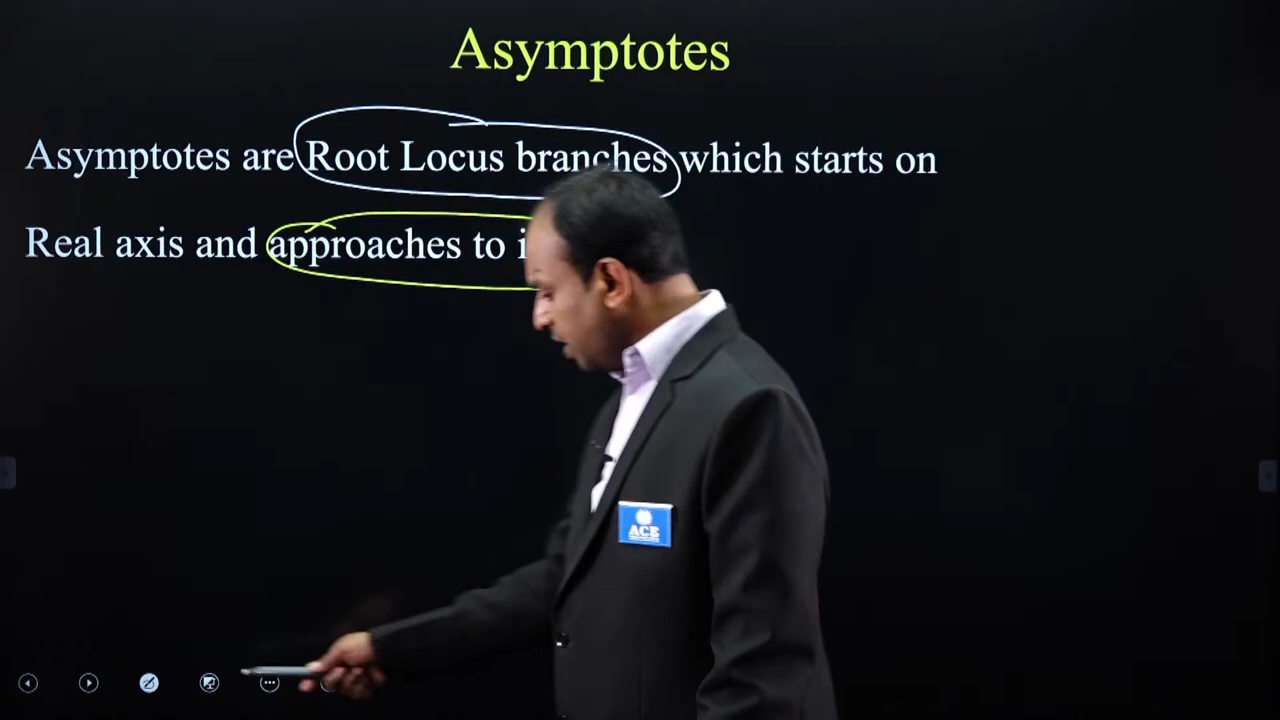 Asymptotes
Asymptotes are Root Locus branches which starts on
Real axis and approaches to
ACE